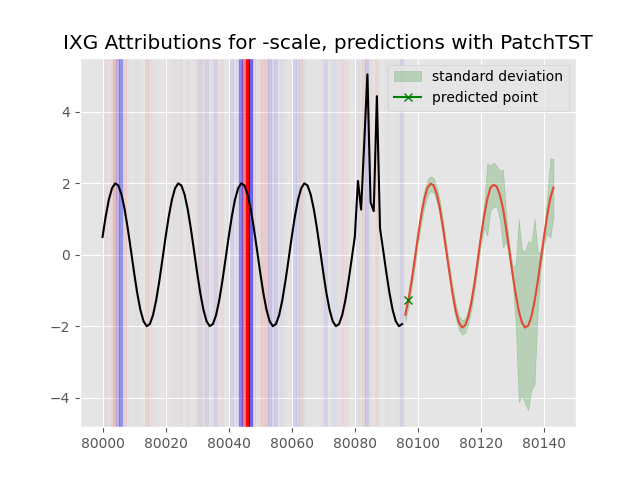 IXG Attributions for -scale, predictions with PatchTST
standard deviation
predicted point
4
2
0
−2
−4
80000 80020 80040 80060 80080 80100 80120 80140